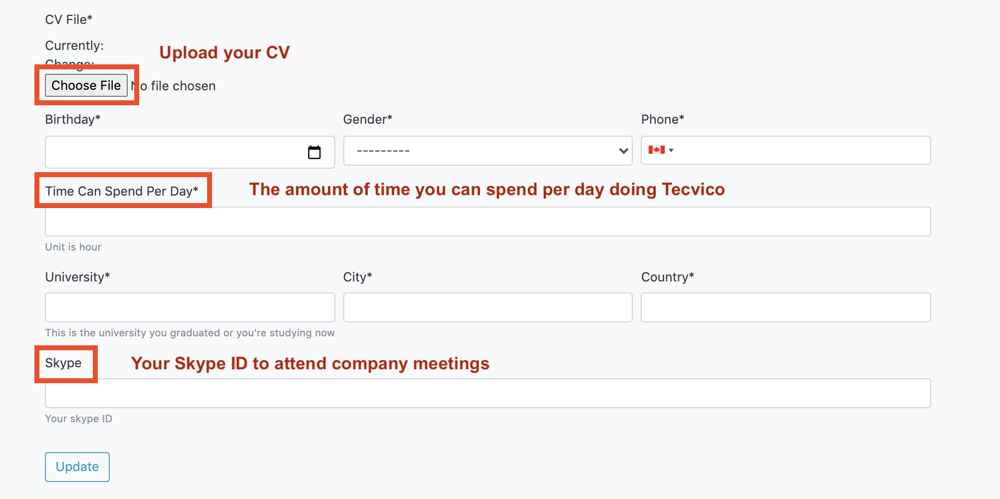 CV File*
Currently:
Upload your CV
Change:
Choose File No file chosen
Birthday* Gender* Phone*
---------
Time Can Spend Per Day* The amount of time you can spend per day doing Tecvico
Unit is hour
University* City* Country*
This is the university you graduated or you're studying now
Skype Your Skype ID to attend company meetings
Your skype ID
Update